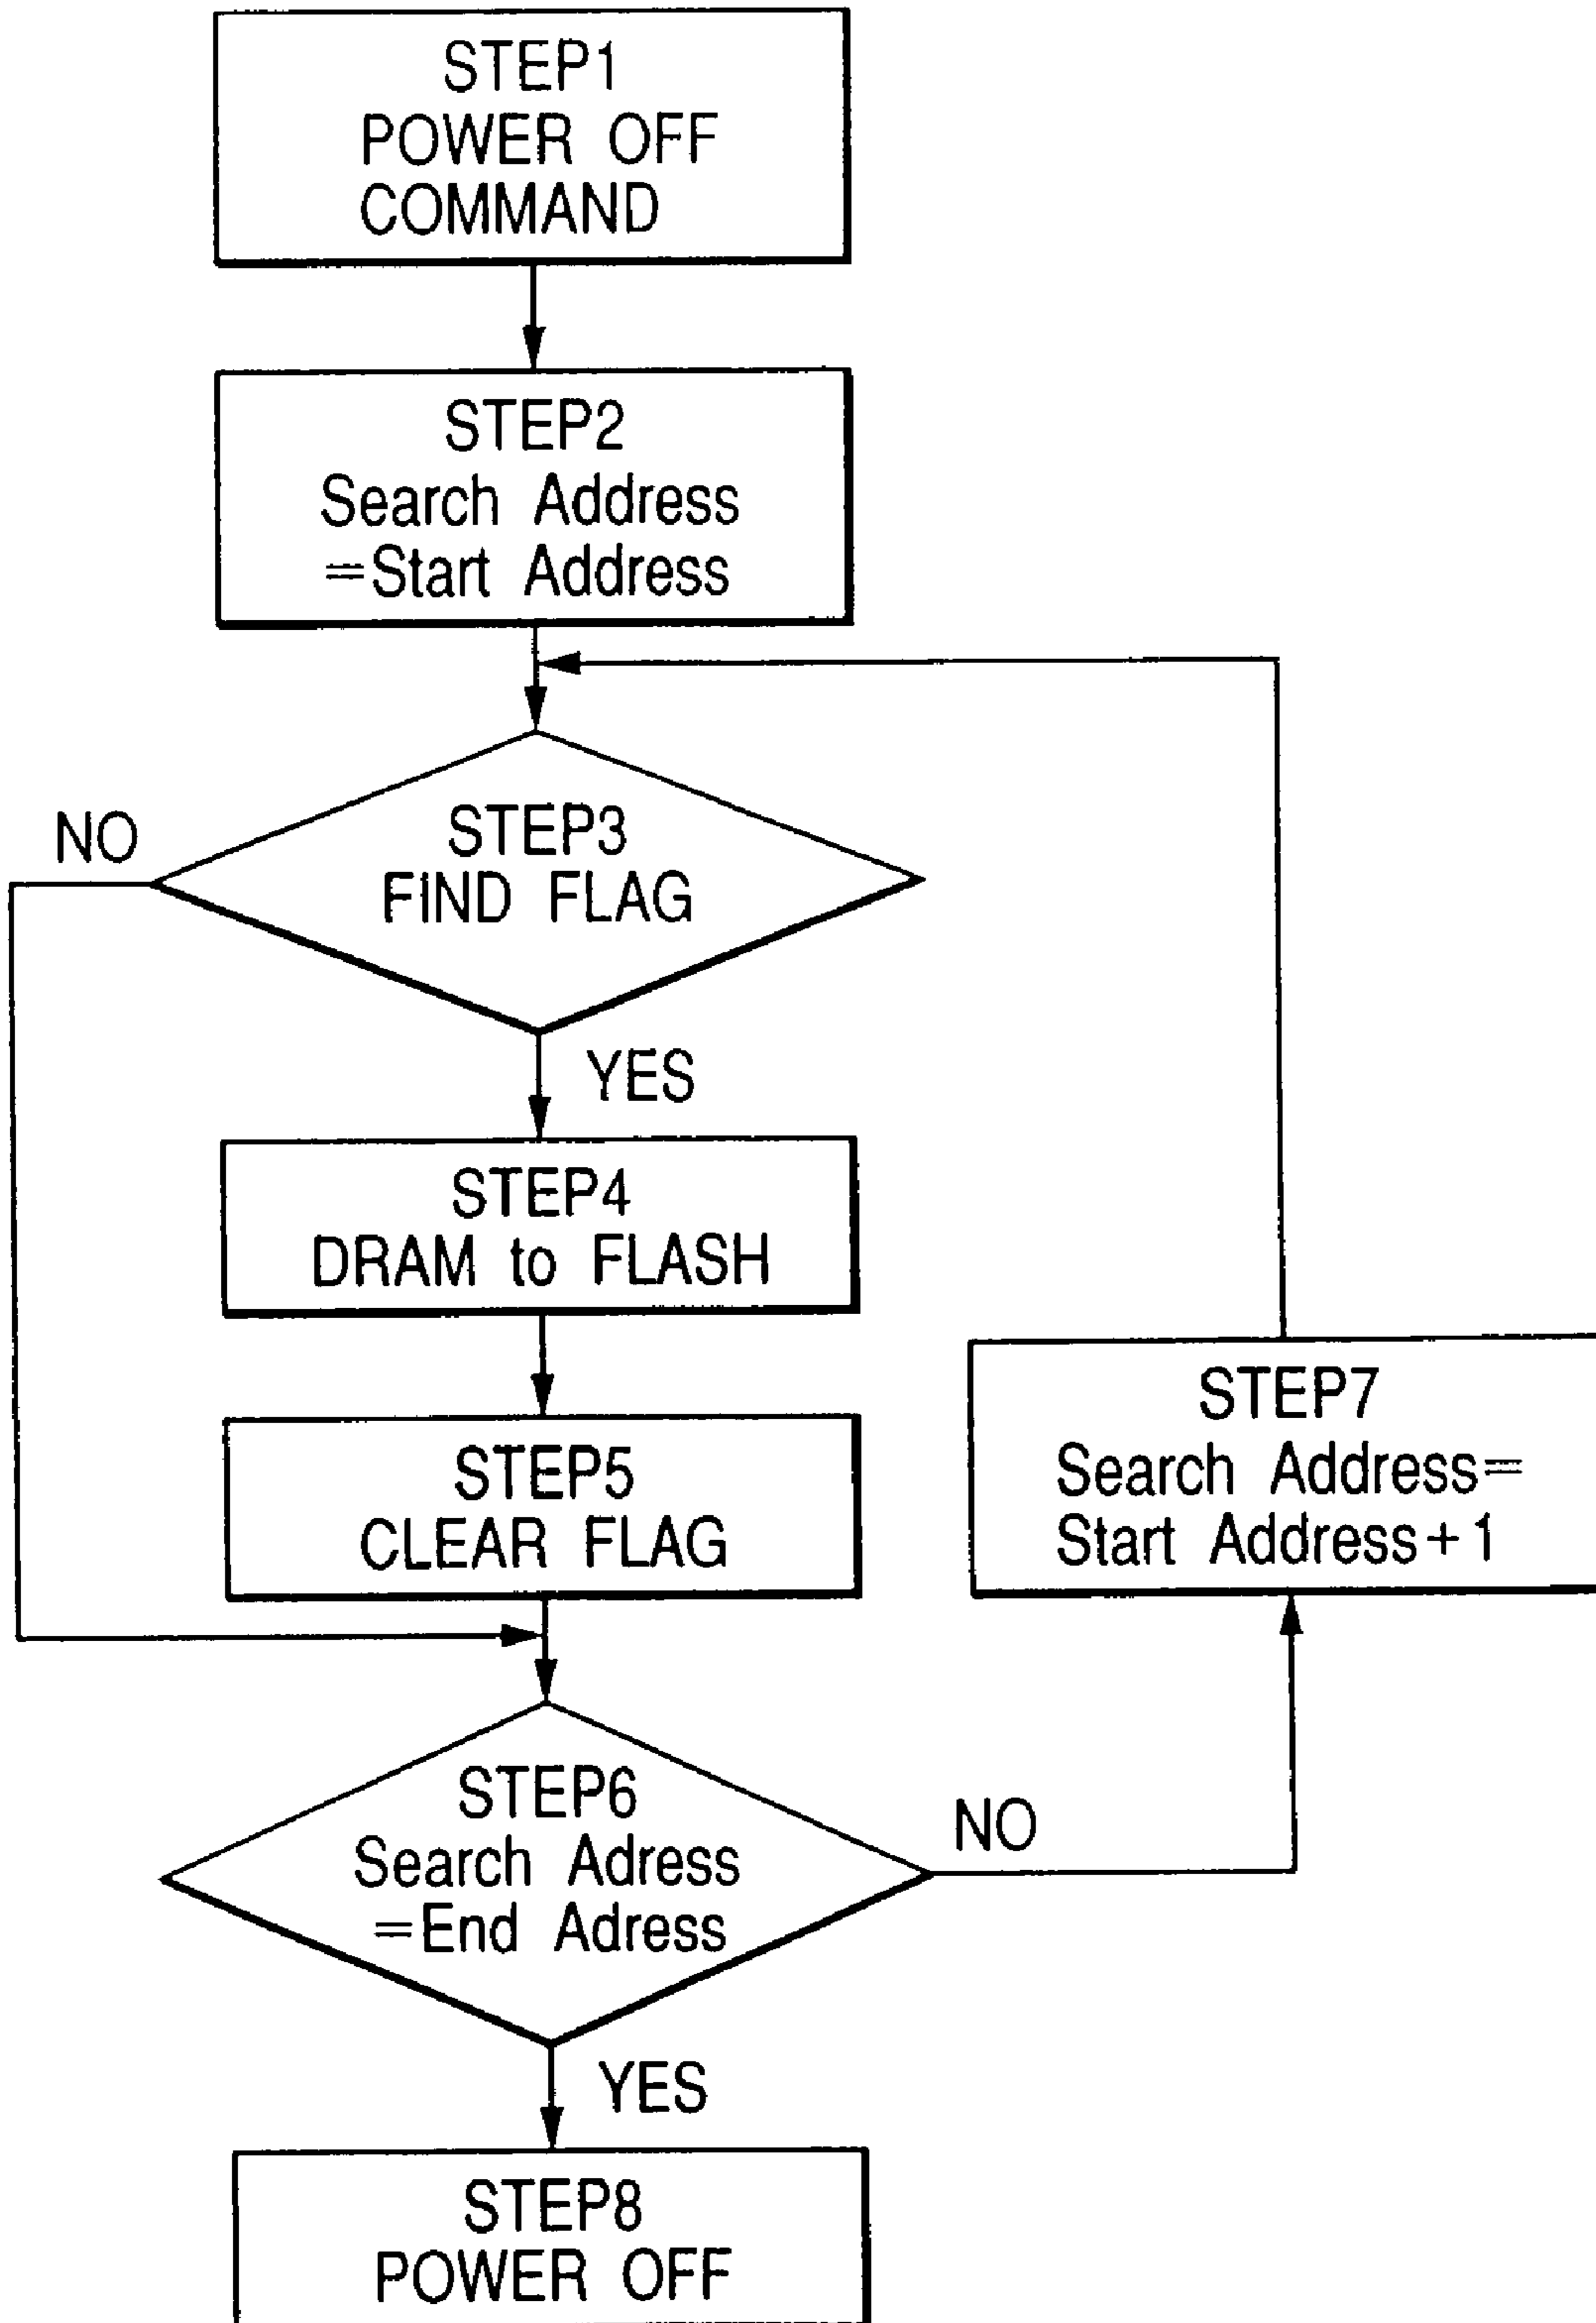 STEP1
POWER OFF
COMMAND
STEP2
Search Address
=Start Address
STEP3
FIND FLAG
NO
YES
STEP4
DRAM to FLASH
STEP5
CLEAR FLAG
STEP7
Search Address=
Start Address+1
STEP6
Search Adress
=End Adress
NO
YES
STEP8
POWER OFF